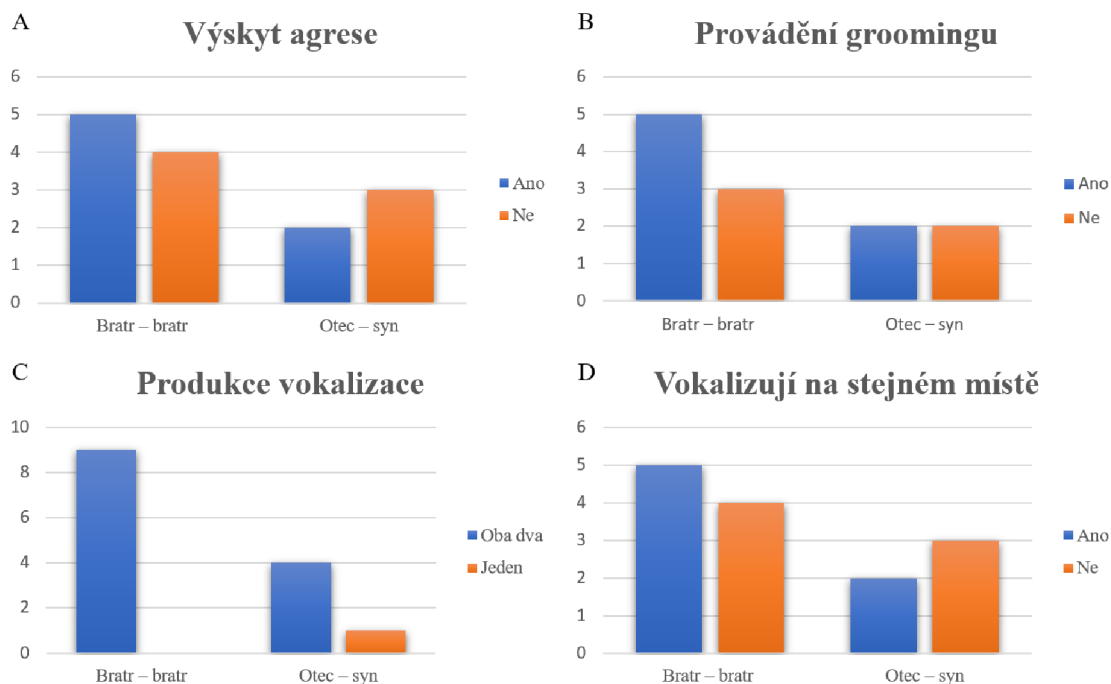 A
Výskyt agrese
6
5
4
3
2
1
0
Bratr – bratr
Otec – syn
Ano
Ne
B
Provádění groomingu
6
5
4
3
2
1
0
Bratr – bratr
Otec – syn
Ano
Ne
C
Produkce vokalizace
10
8
6
4
2
0
Bratr – bratr
Otec – syn
Oba dva
Jeden
D
Vokalizují na stejném místě
6
5
4
3
2
1
0
Bratr – bratr
Otec – syn
Ano
Ne